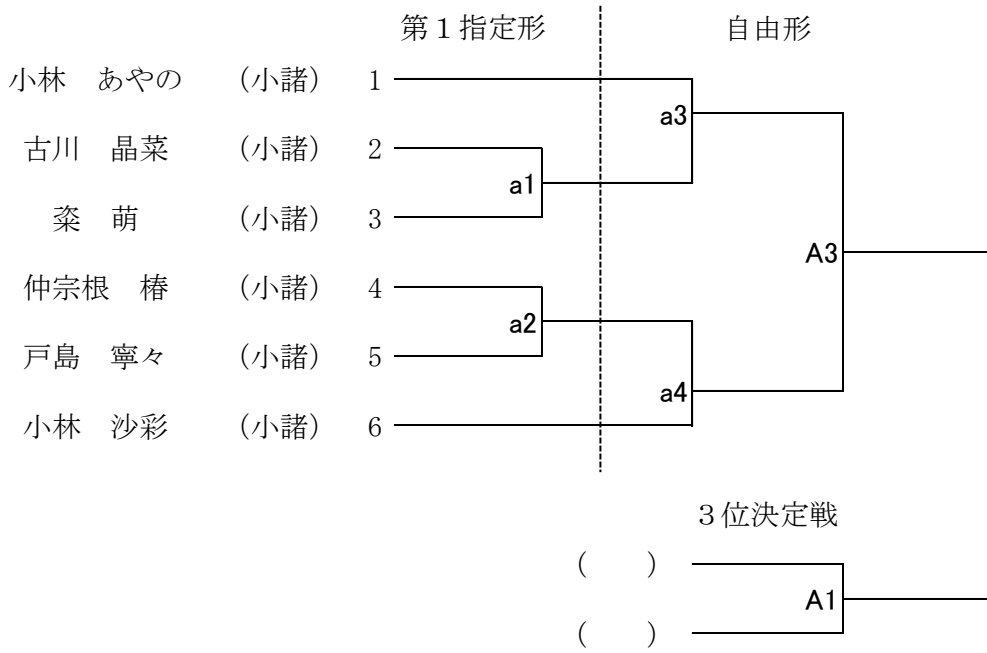 第１指定形 自由形
小林 あやの （小諸） 1
a3
古川 晶菜 （小諸） 2
a1
粢 萌 （小諸） 3
A3
仲宗根 椿 （小諸） 4
a2
戸島 寧々 （小諸） 5
a4
小林 沙彩 （小諸） 6
３位決定戦
（ ）
A1
（ ）